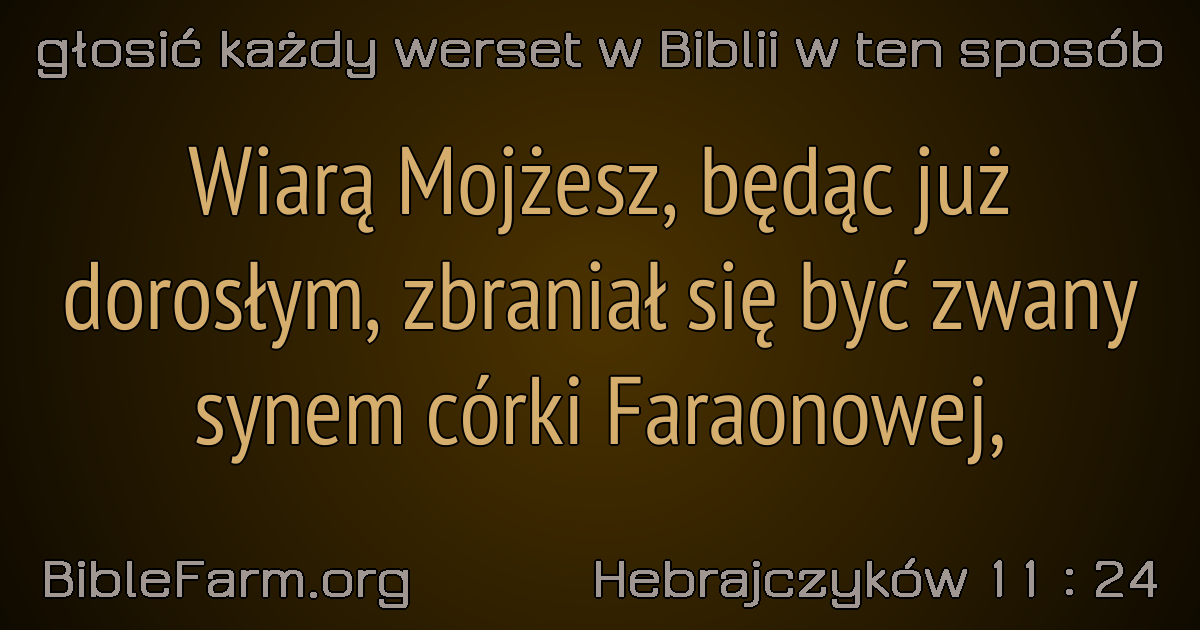 głosić każdy werset w Biblii w ten sposób
Wiarą Mojżesz, będąc już
dorosłym, zbraniał się być zwany
synem córki Faraonowej,
BibleFarm.org
Hebrajczyków 11 : 24